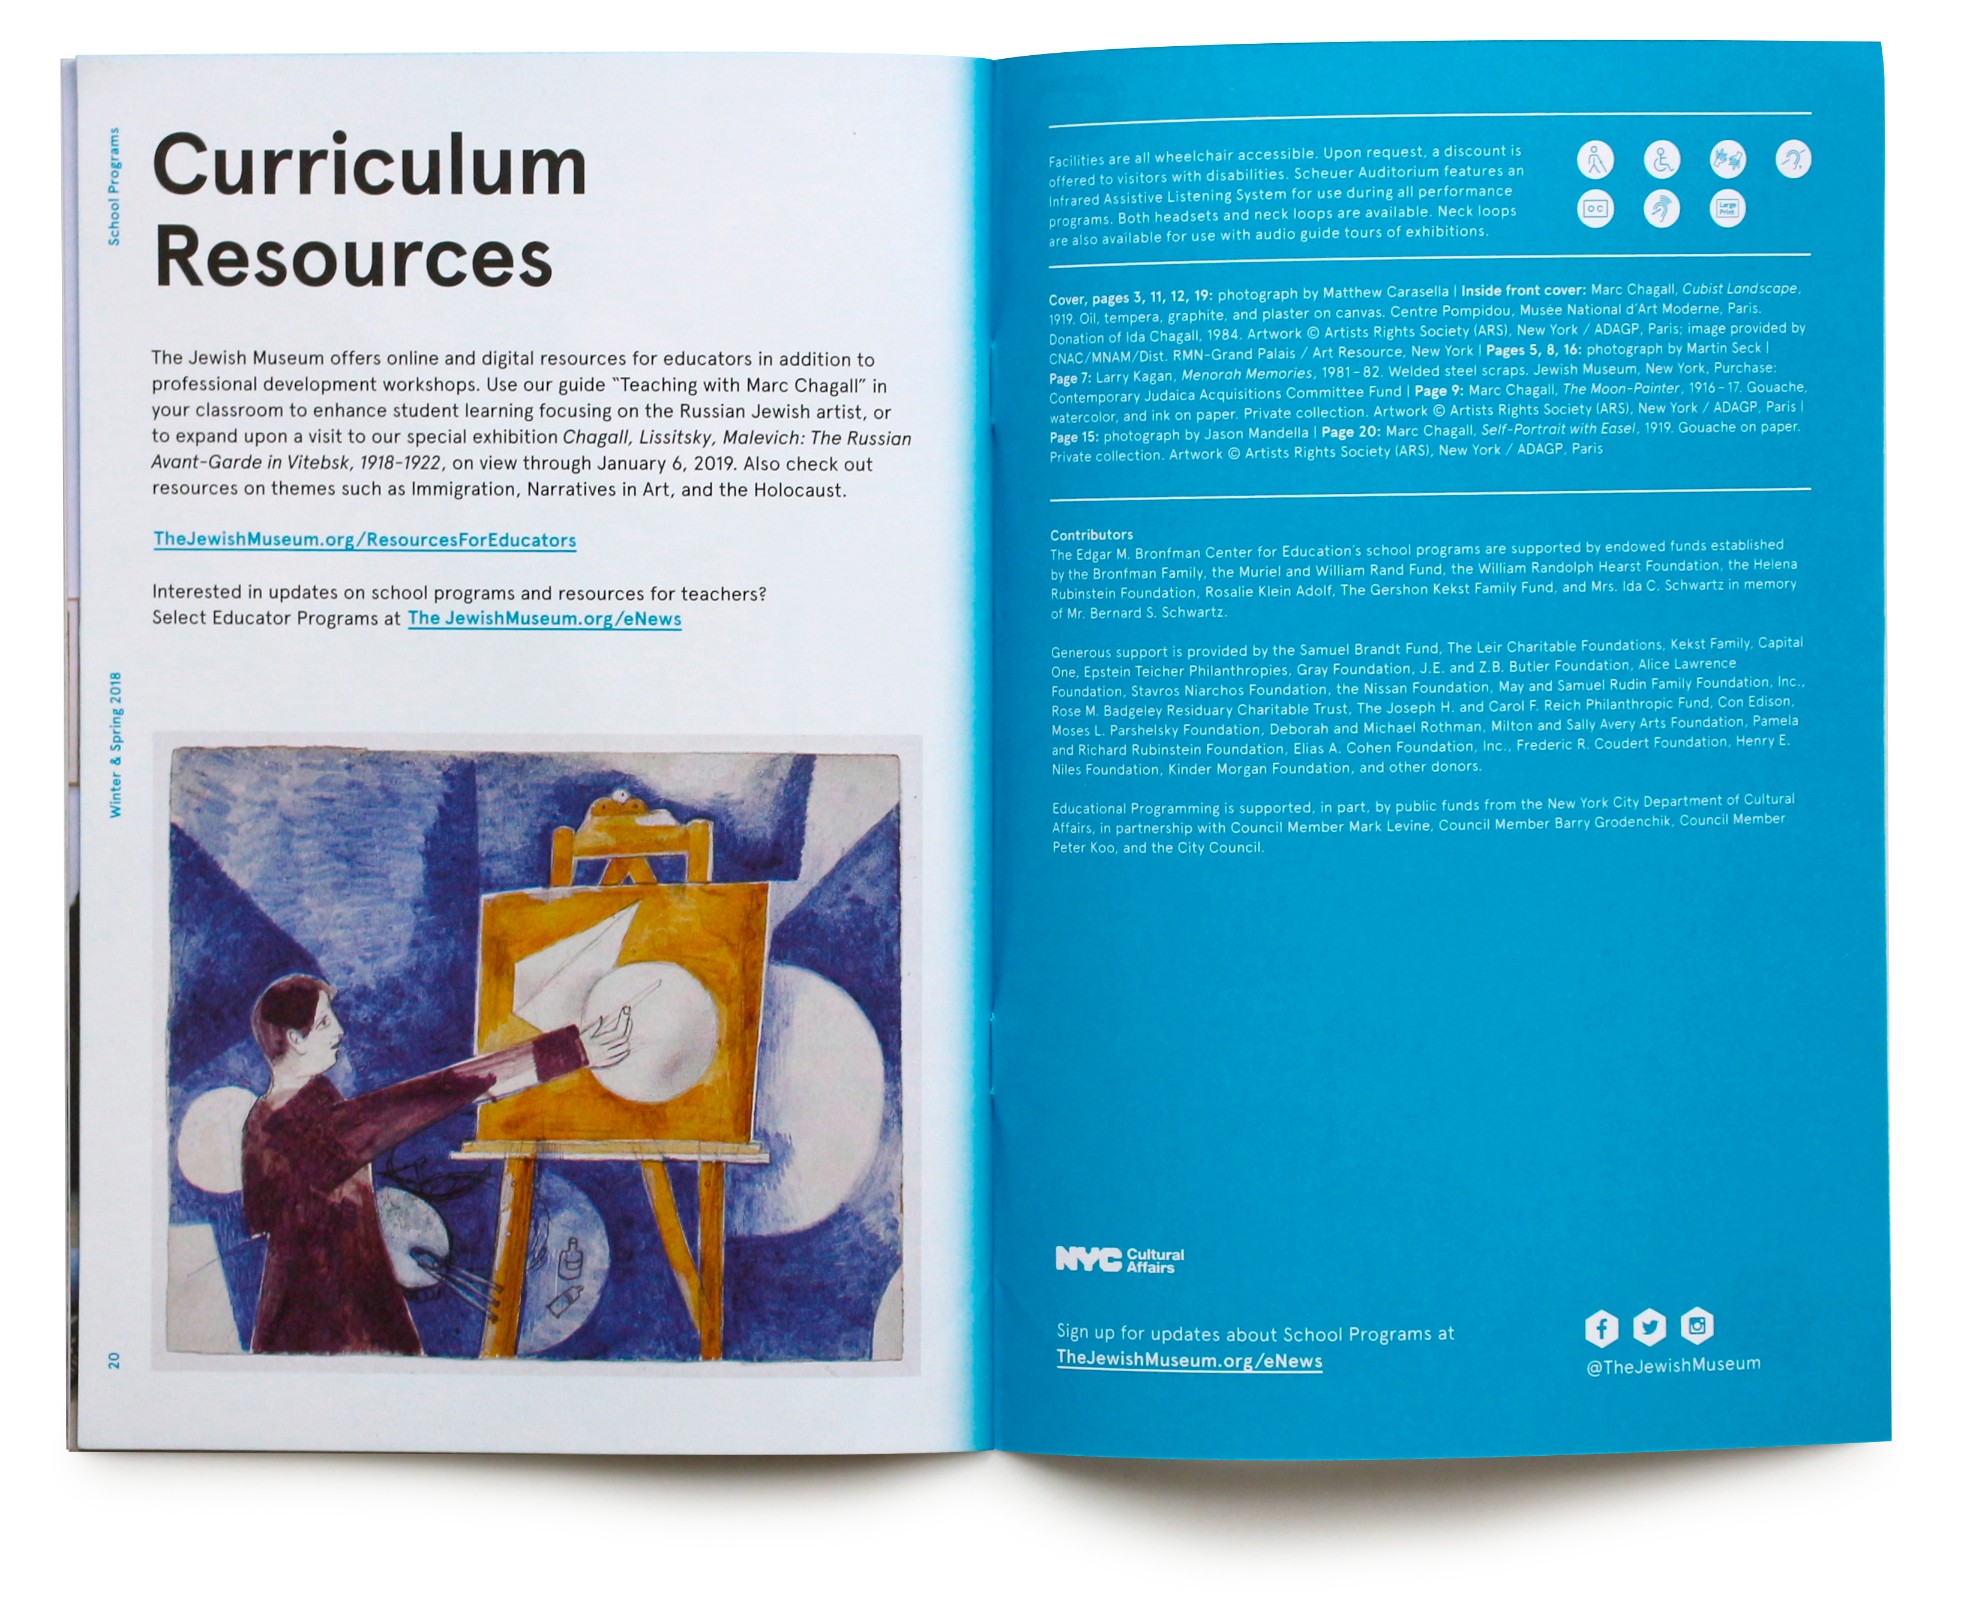 School Programs
Curriculum
Resources
The Jewish Museum offers online and digital resources for educators in addition to
professional development workshops. Use our guide “Teaching with Marc Chagall” in
your classroom to enhance student learning focusing on the Russian Jewish artist, or
to expand upon a visit to our special exhibition Chagall, Lissitsky, Malevich: The Russian
Avant-Garde in Vitebsk, 1918-1922, on view through January 6, 2019. Also check out
resources on themes such as Immigration, Narratives in Art, and the Holocaust.
TheJewishMuseum.org/ResourcesForEducators
Interested in updates on school programs and resources for teachers?
Select Educator Programs at The JewishMuseum.org/eNews
Winter & Spring 2018
20
Facilities are all wheelchair accessible. Upon request, a discount is
offered to visitors with disabilities. Scheuer Auditorium features an
Infrared Assistive Listening System for use during all performance
programs. Both headsets and neck loops are available. Neck loops
are also available for use with audio guide tours of exhibitions.
OC
Large
Print
Cover, pages 3, 11, 12, 19: photograph by Matthew Carasella | Inside front cover: Marc Chagall, Cubist Landscape,
1919. Oil, tempera, graphite, and plaster on canvas. Centre Pompidou, Musée National d’Art Moderne, Paris.
Donation of Ida Chagall, 1984. Artwork © Artists Rights Society (ARS), New York / ADAGP, Paris; image provided by
CNAC/MNAM/Dist. RMN-Grand Palais / Art Resource, New York | Pages 5, 8, 16: photograph by Martin Seck |
Page 7: Larry Kagan, Menorah Memories, 1981–82. Welded steel scraps. Jewish Museum, New York, Purchase:
Contemporary Judaica Acquisitions Committee Fund | Page 9: Marc Chagall, The Moon-Painter, 1916–17. Gouache,
watercolor, and ink on paper. Private collection. Artwork © Artists Rights Society (ARS), New York / ADAGP, Paris |
Page 15: photograph by Jason Mandella | Page 20: Marc Chagall, Self-Portrait with Easel, 1919. Gouache on paper.
Private collection. Artwork © Artists Rights Society (ARS), New York / ADAGP, Paris
Contributors
The Edgar M. Bronfman Center for Education’s school programs are supported by endowed funds established
by the Bronfman Family, the Muriel and William Rand Fund, the William Randolph Hearst Foundation, the Helena
Rubinstein Foundation, Rosalie Klein Adolf, The Gershon Kekst Family Fund, and Mrs. Ida C. Schwartz in memory
of Mr. Bernard S. Schwartz.
Generous support is provided by the Samuel Brandt Fund, The Leir Charitable Foundations, Kekst Family, Capital
One, Epstein Teicher Philanthropies, Gray Foundation, J.E. and Z.B. Butler Foundation, Alice Lawrence
Foundation, Stavros Niarchos Foundation, the Nissan Foundation, May and Samuel Rudin Family Foundation, Inc.,
Rose M. Badgeley Residuary Charitable Trust, The Joseph H. and Carol F. Reich Philanthropic Fund, Con Edison,
Moses L. Parshelsky Foundation, Deborah and Michael Rothman, Milton and Sally Avery Arts Foundation, Pamela
and Richard Rubinstein Foundation, Elias A. Cohen Foundation, Inc., Frederic R. Coudert Foundation, Henry E.
Niles Foundation, Kinder Morgan Foundation, and other donors.
Educational Programming is supported, in part, by public funds from the New York City Department of Cultural
Affairs, in partnership with Council Member Mark Levine, Council Member Barry Grodenchik, Council Member
Peter Koo, and the City Council.
NYC Cultural
Affairs
Sign up for updates about School Programs at
TheJewishMuseum.org/eNews
@TheJewishMuseum